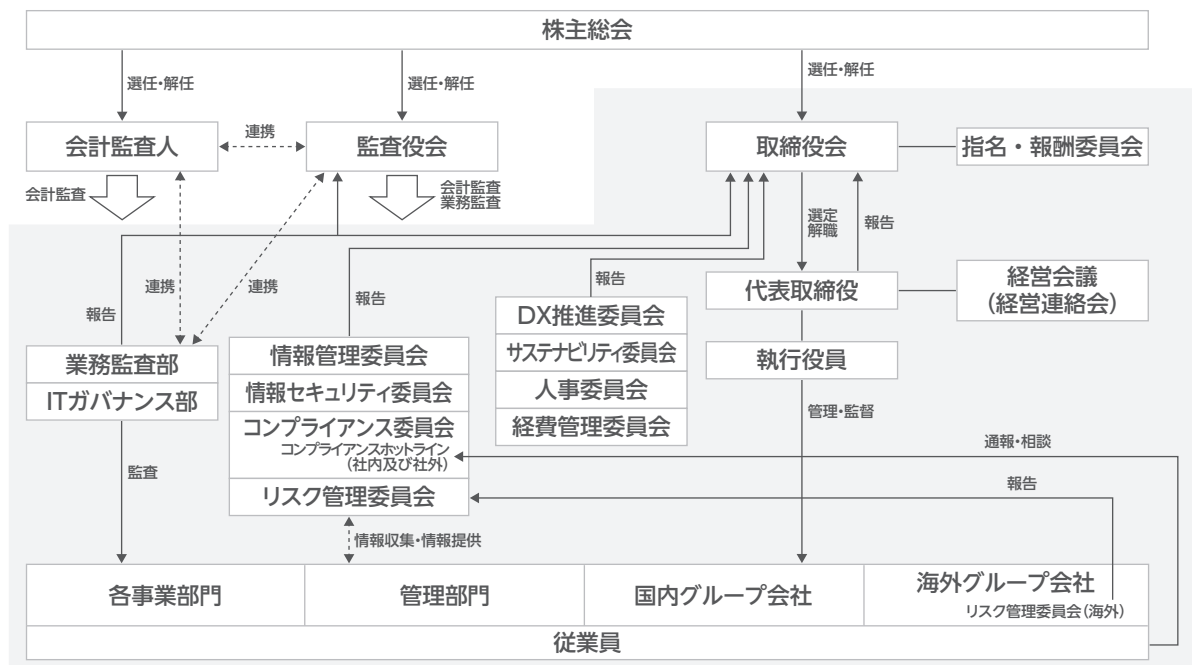 株主総会
選任・解任
選任・解任
選任・解任
会計監査人
連携
監査役会
取締役会
指名・報酬委員会
会計監査
会計監査
業務監査
選定
解職
報告
連携
連携
報告
報告
報告
代表取締役
経営会議
(経営連絡会)
DX推進委員会
サステナビリティ委員会
人事委員会
経費管理委員会
業務監査部
ITガバナンス部
情報管理委員会
情報セキュリティ委員会
コンプライアンス委員会
コンプライアンスホットライン
(社内及び社外)
リスク管理委員会
執行役員
管理・監督
通報・相談
監査
報告
情報収集・情報提供
各事業部門
管理部門
国内グループ会社
海外グループ会社
リスク管理委員会(海外)
従業員